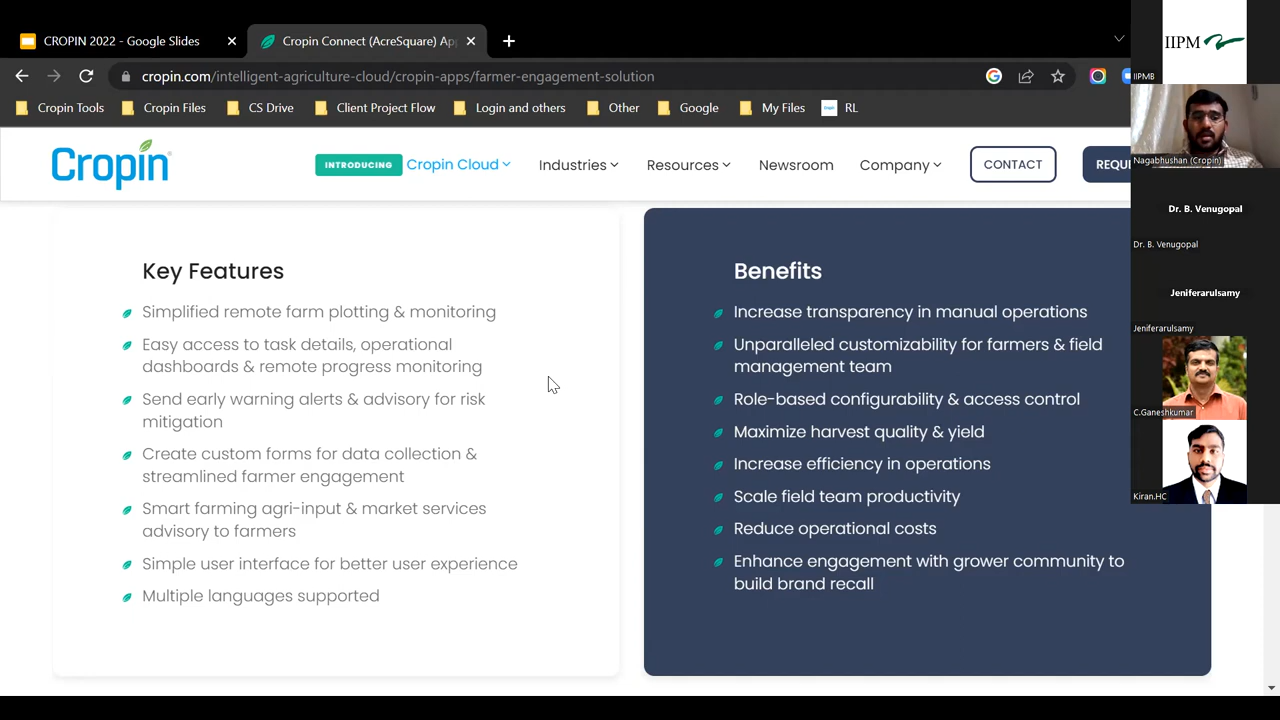 CROPIN 2022 - Google Slides
Cropin Connect (AcreSquare) Ap
cropin.com/intelligent-agriculture-cloud/cropin-apps/farmer-engagement-solution
Cropin Tools
Cropin Files
CS Drive
Client Project Flow
Login and others
Other
Google
My Files
RL
Cropin
INTRODUCING
Cropin Cloud
Industries
Resources
Newsroom
Company
CONTACT
REQU
Key Features
Simplified remote farm plotting & monitoring
Easy access to task details, operational
dashboards & remote progress monitoring
Send early warning alerts & advisory for risk
mitigation
Create custom forms for data collection &
streamlined farmer engagement
Smart farming agri-input & market services
advisory to farmers
Simple user interface for better user experience
Multiple languages supported
Benefits
Increase transparency in manual operations
Unparalleled customizability for farmers & field
management team
Role-based configurability & access control
Maximize harvest quality & yield
Increase efficiency in operations
Scale field team productivity
Reduce operational costs
Enhance engagement with grower community to
build brand recall
IIPM
IIPMB
Nagabhushan (Cropin)
Dr. B. Venugopal
Dr. B. Venugopal
Jeniferarulsamy
Jeniferarulsamy
C.Ganeshkumar
Kiran.HC